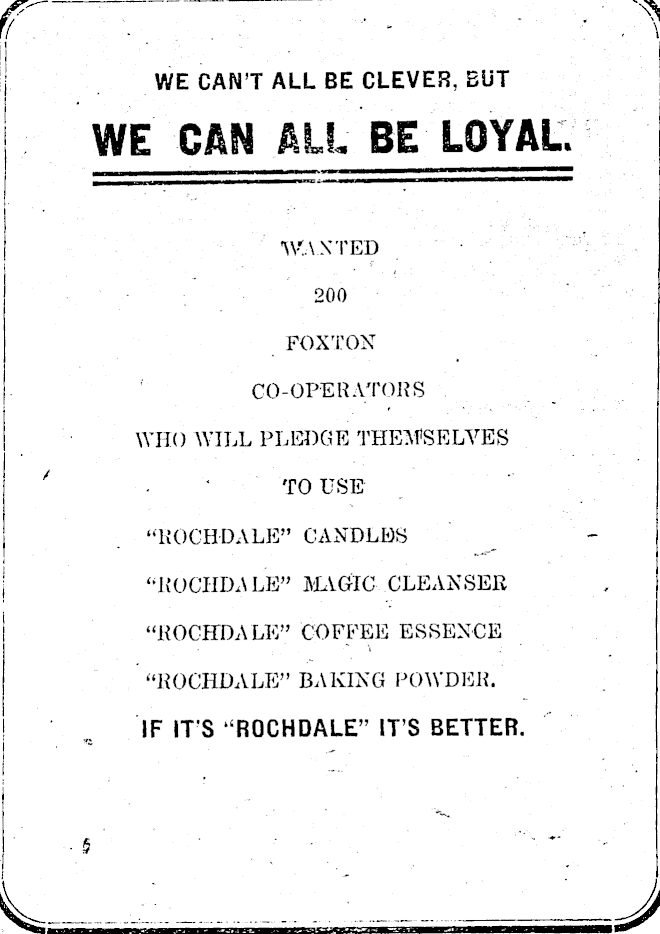 WE CAN'T ALL BE CLEVER, BUT
WE CAN ALL BE LOYAL.
WANTED
200
FOXTON
CO-OPERATORS
WHO WILL PLEDGE THEMSELVES
TO USE
"ROCHDALE" CANDLES
"ROCHDALE" MAGIC CLEANSER
"ROCHDALE" COFFEE ESSENCE
"ROCHDALE" BAKING POWDER.
IF IT'S "ROCHDALE" IT'S BETTER.